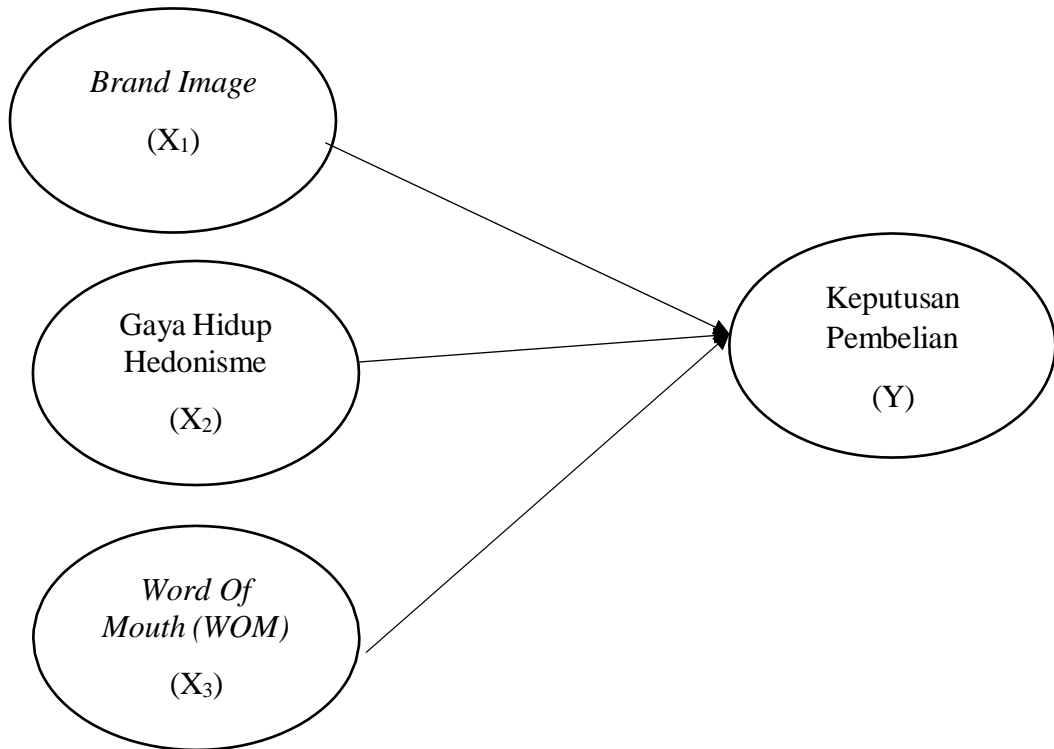 Brand Image
(X₁)
Gaya Hidup
Hedonisme
(X₂)
Word Of
Mouth (WOM)
(X₃)
Keputusan
Pembelian
(Y)